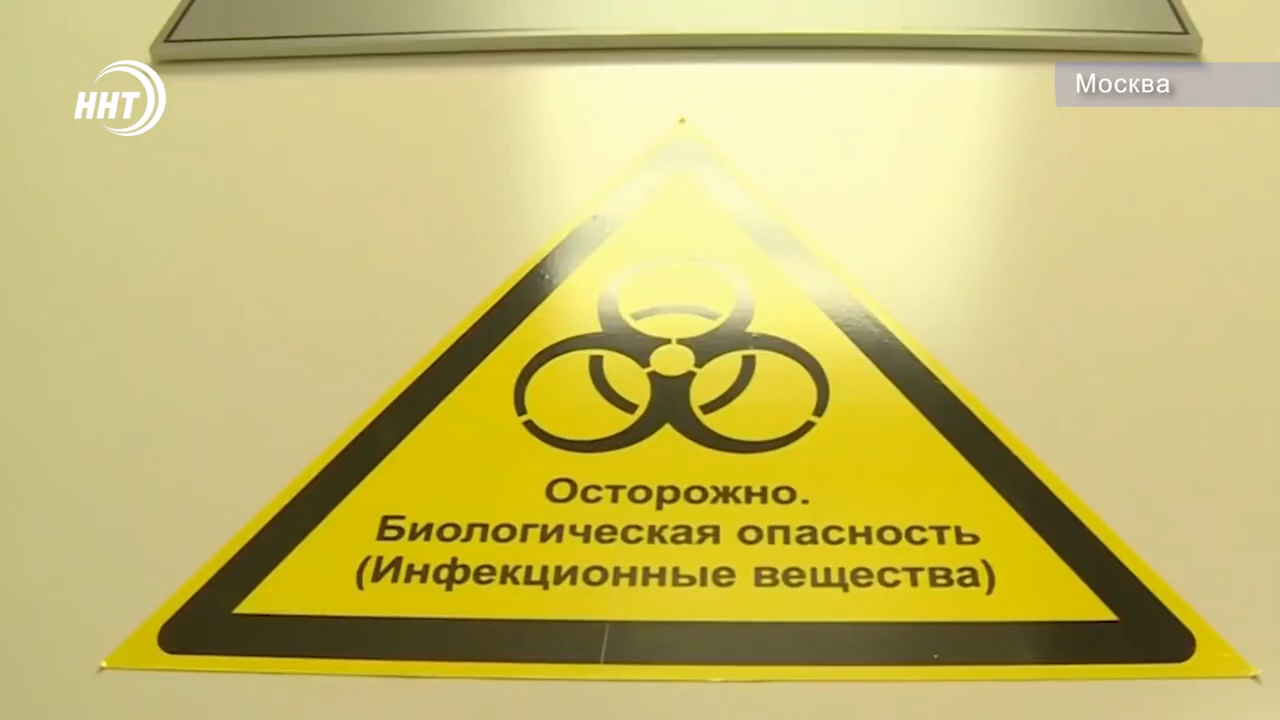 ННТ
Москва
Осторожно.
Биологическая опасность
(Инфекционные вещества)